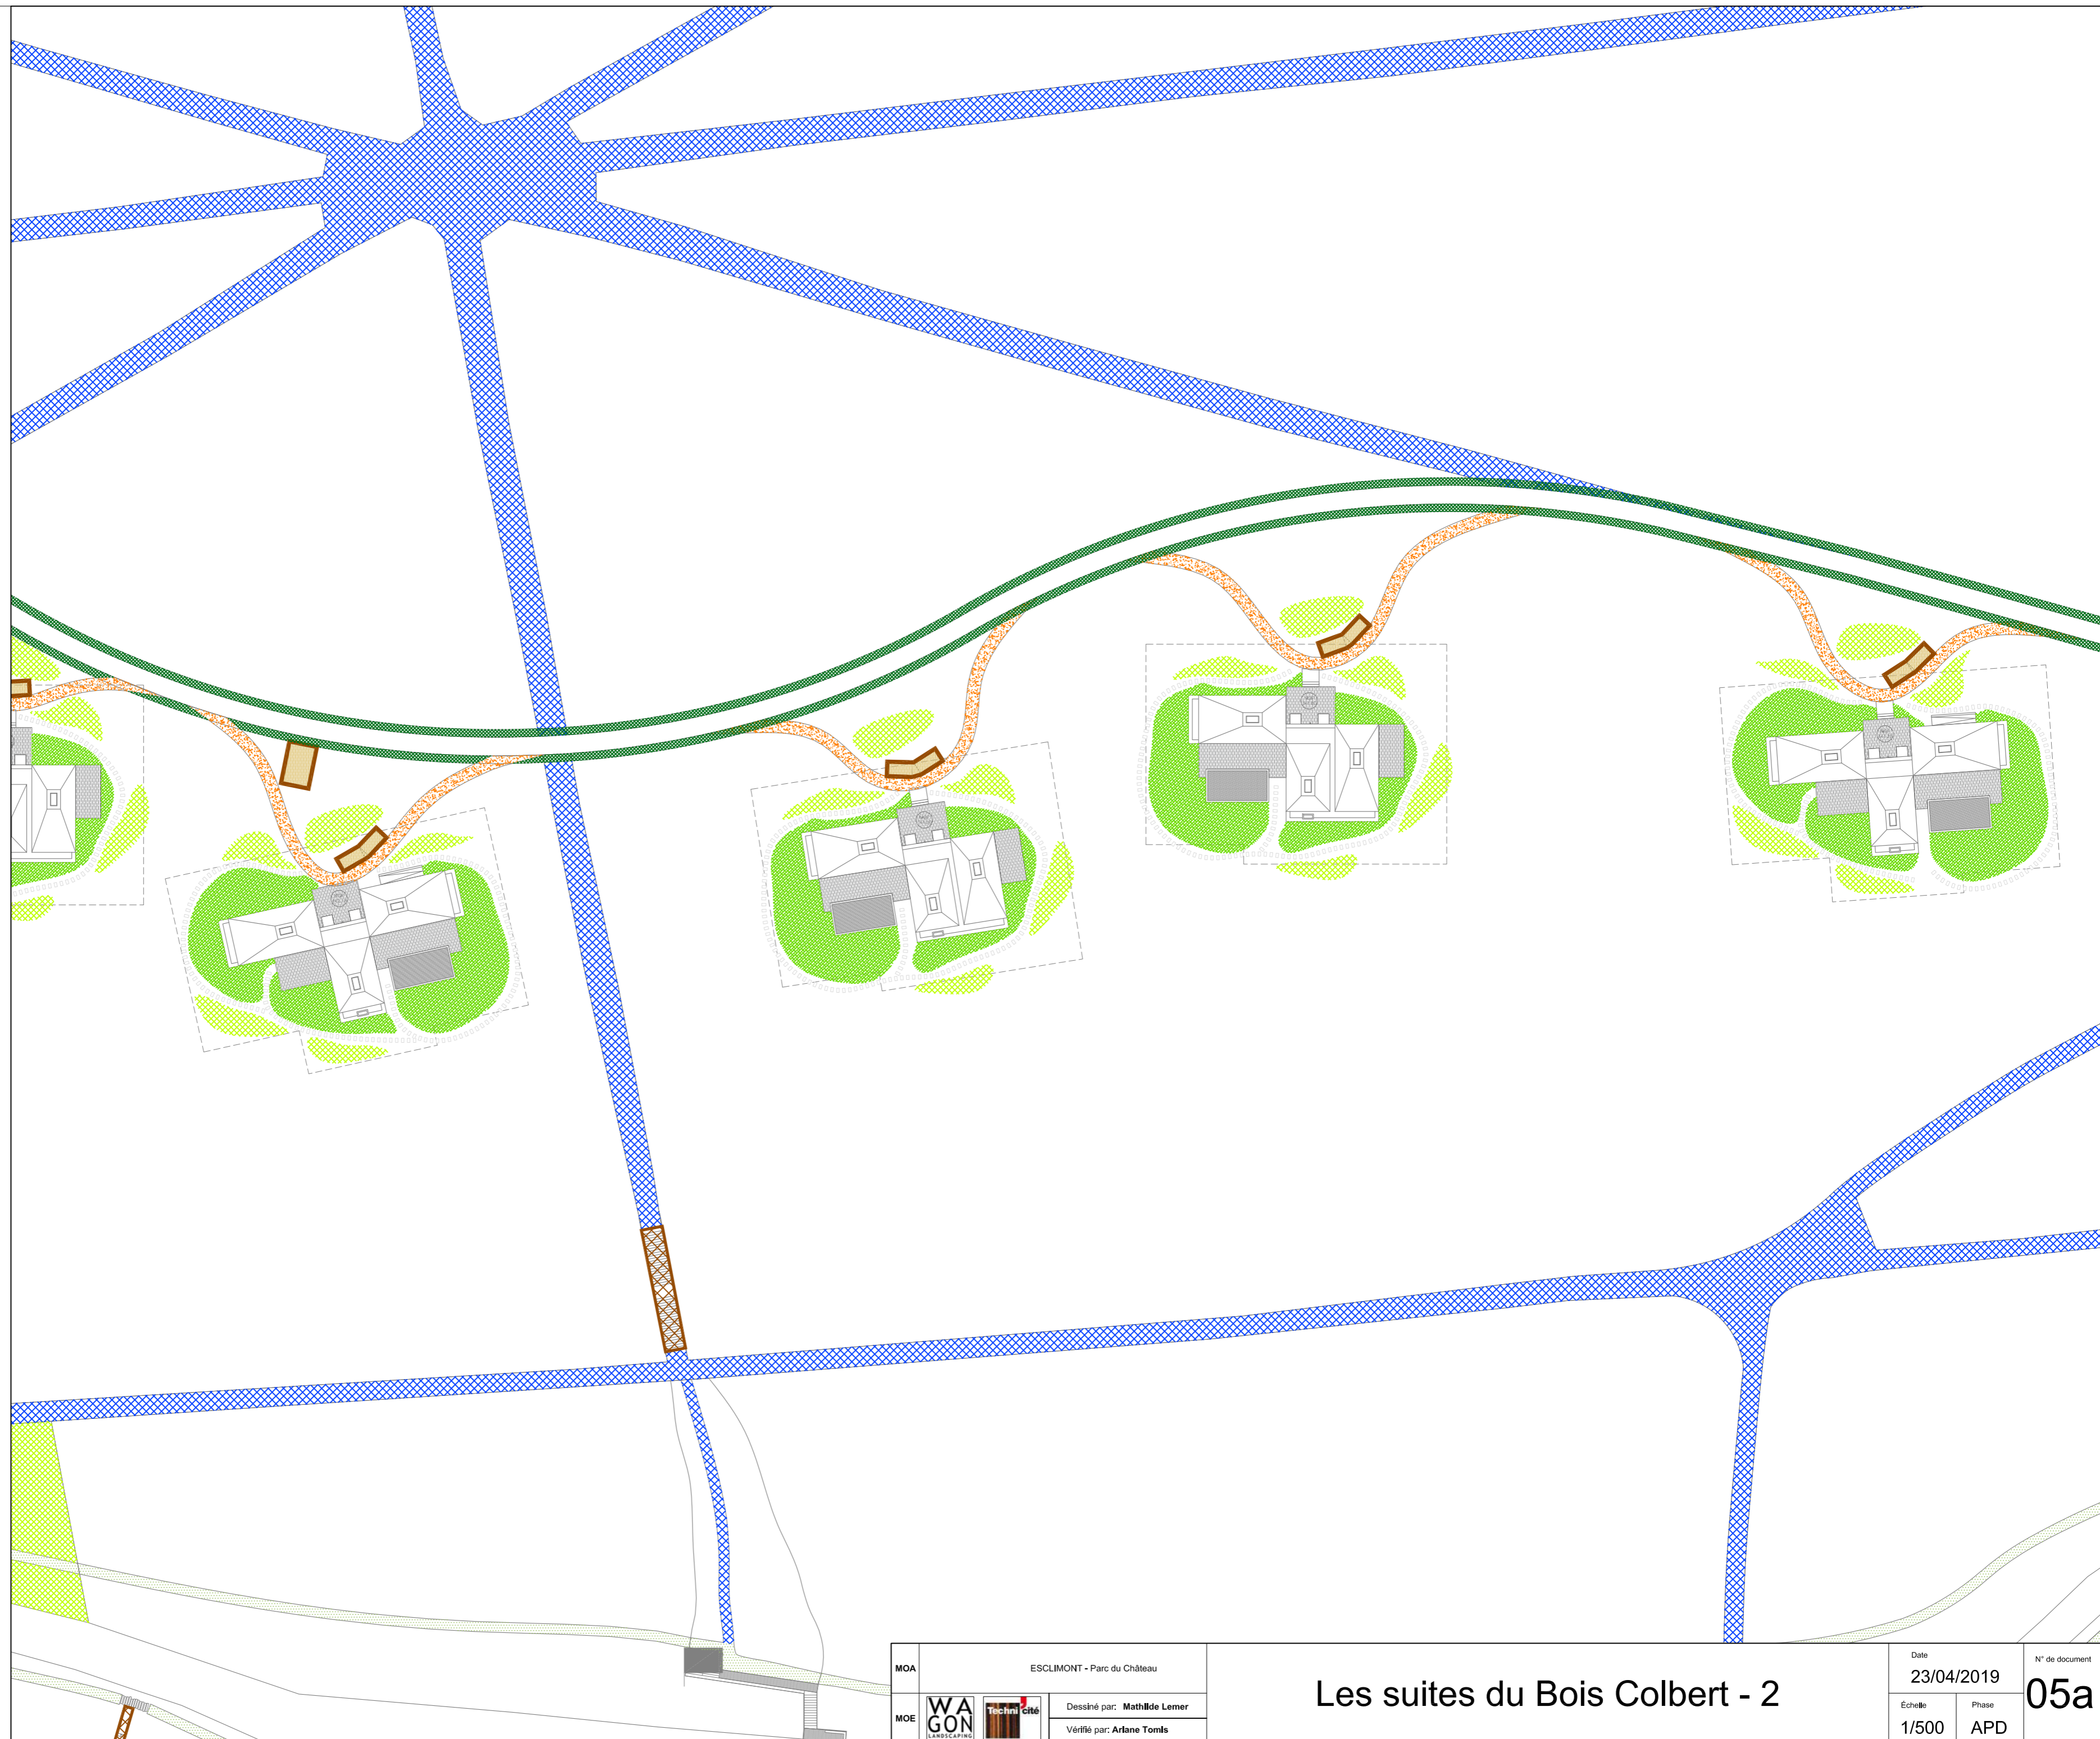 MOA
ESCLIMONT - Parc du Château
MOE
WA
GON
LANDSCAPING
Techni'cité
Dessiné par: Mathilde Lemer
Vérifié par: Ariane Tomis
Les suites du Bois Colbert - 2
Date
23/04/2019
Échelle
1/500
Phase
APD
N° de document
05a